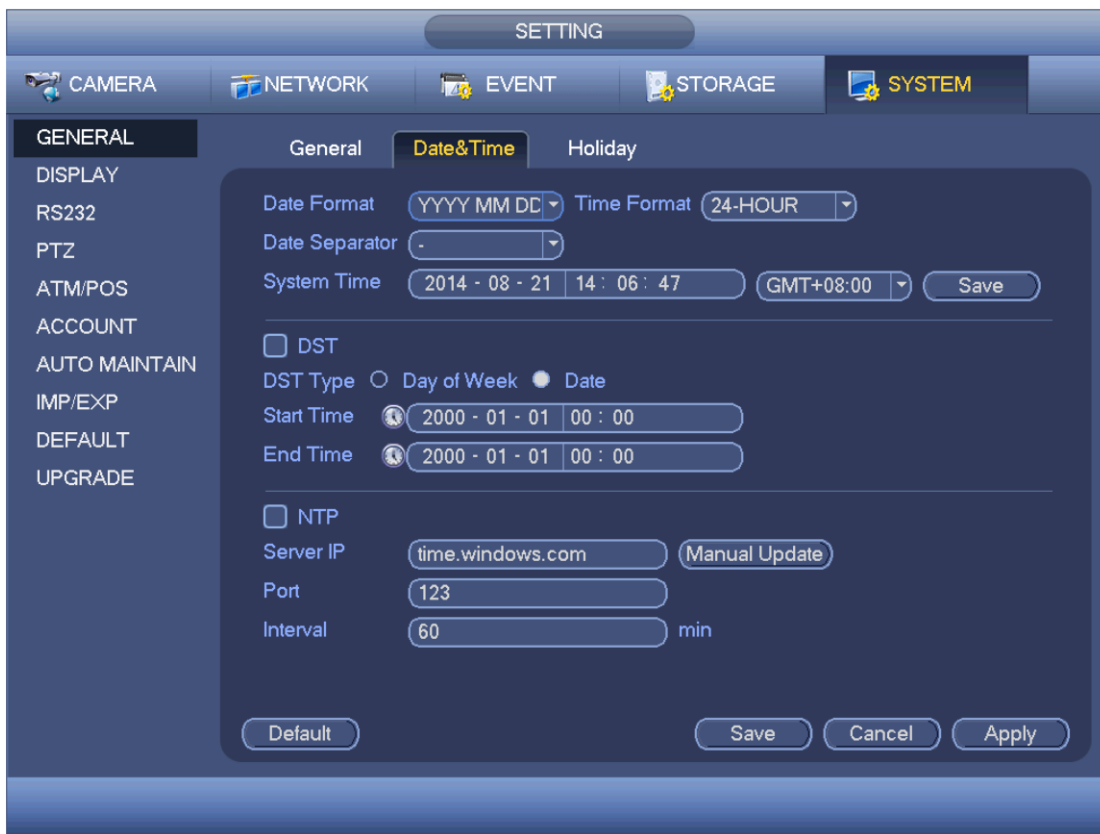 SETTING
CAMERA NETWORK EVENT STORAGE SYSTEM
GENERAL
DISPLAY
RS232
PTZ
ATM/POS
ACCOUNT
AUTO MAINTAIN
IMP/EXP
DEFAULT
UPGRADE
General Date&Time Holiday
Date Format YYYY MM DD Time Format 24-HOUR
Date Separator -
System Time 2014 - 08 - 21 14 : 06 : 47 GMT+08:00 Save
DST
DST Type Day of Week Date
Start Time 2000 - 01 - 01 00 : 00
End Time 2000 - 01 - 01 00 : 00
NTP
Server IP time.windows.com Manual Update
Port 123
Interval 60 min
Default Save Cancel Apply